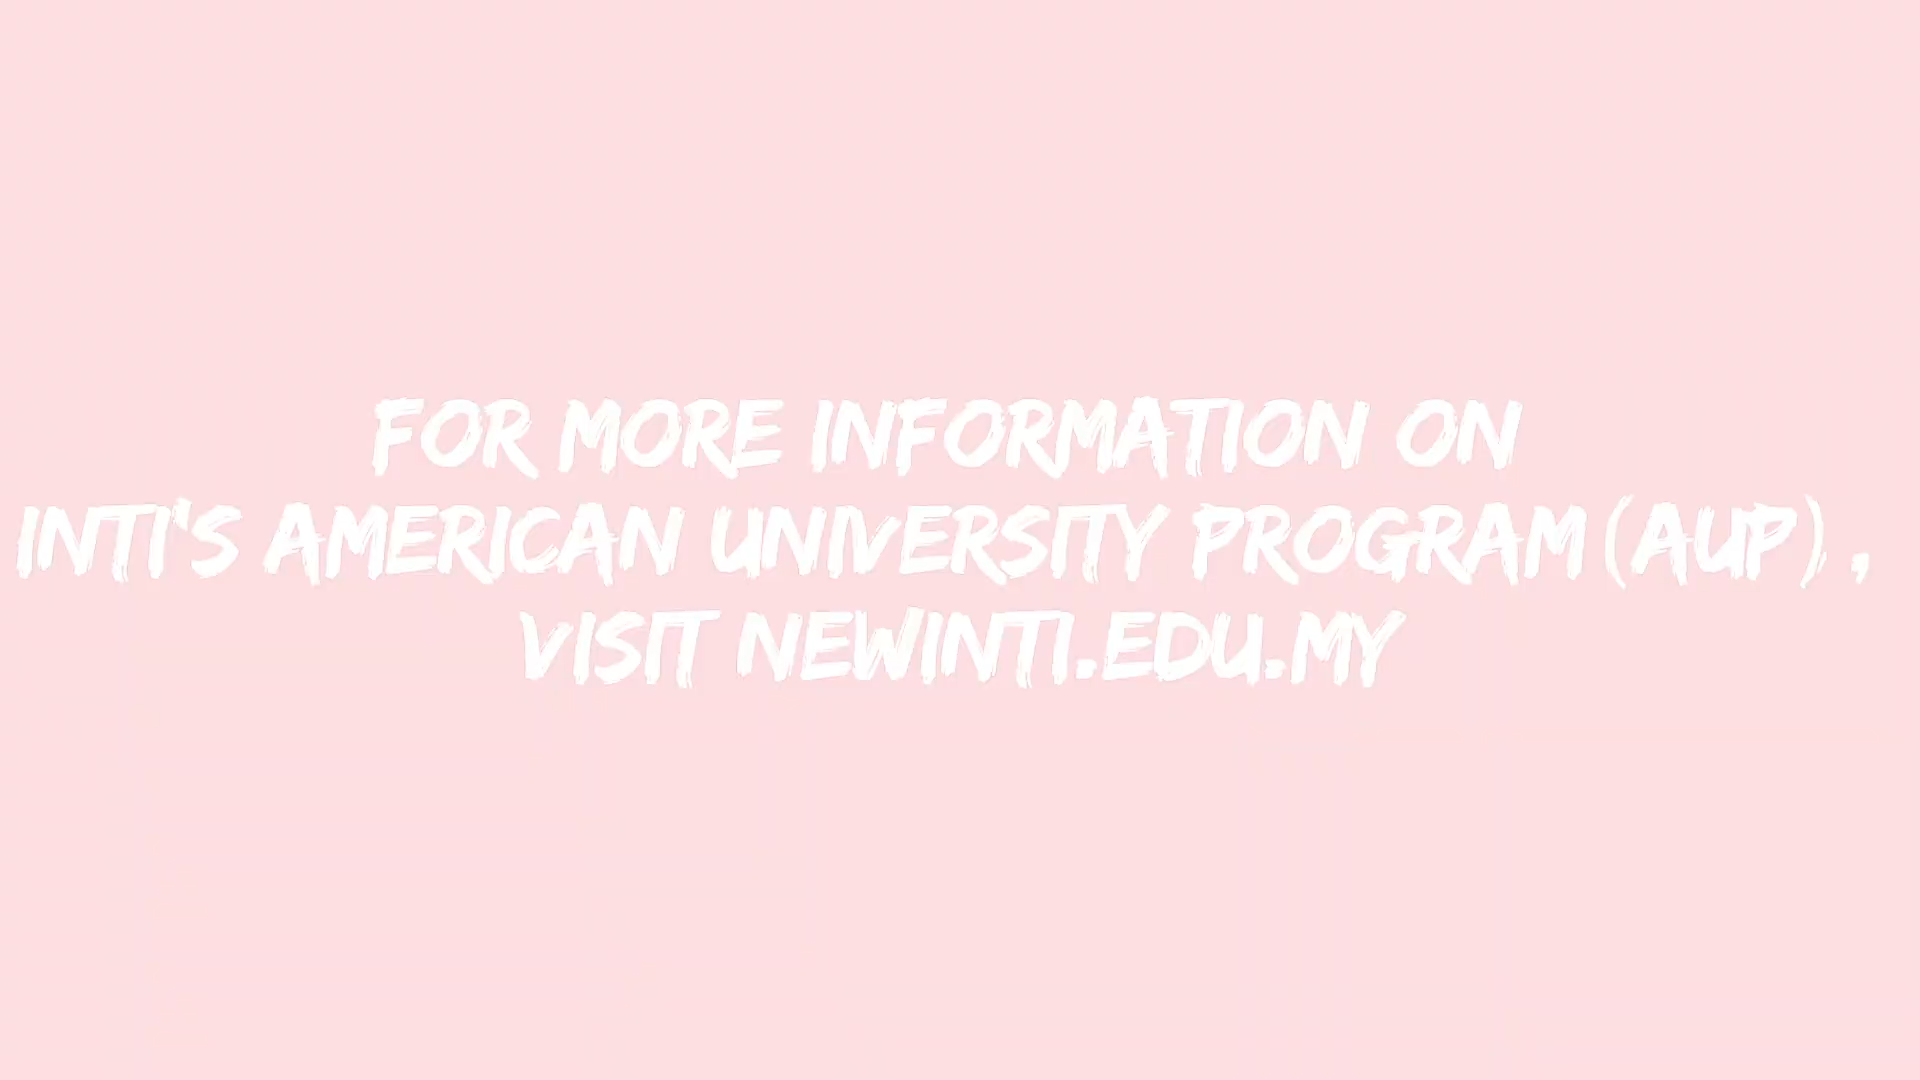 FOR MORE INFORMATION ON
INTI'S AMERICAN UNIVERSITY PROGRAM (AUP) ,
VISIT NEWINTI.EDU.MY